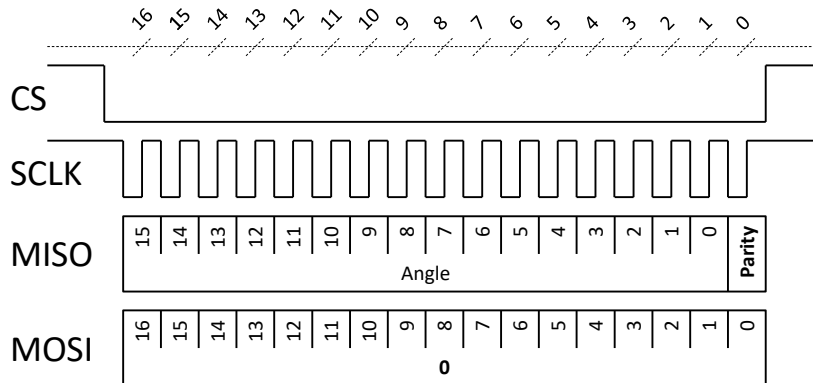 16 15 14 13 12 11 10 9 8 7 6 5 4 3 2 1 0
CS
SCLK
MISO 15 14 13 12 11 10 9 8 7 6 5 4 3 2 1 0 Parity
Angle
MOSI 16 15 14 13 12 11 10 9 8 7 6 5 4 3 2 1 0
0